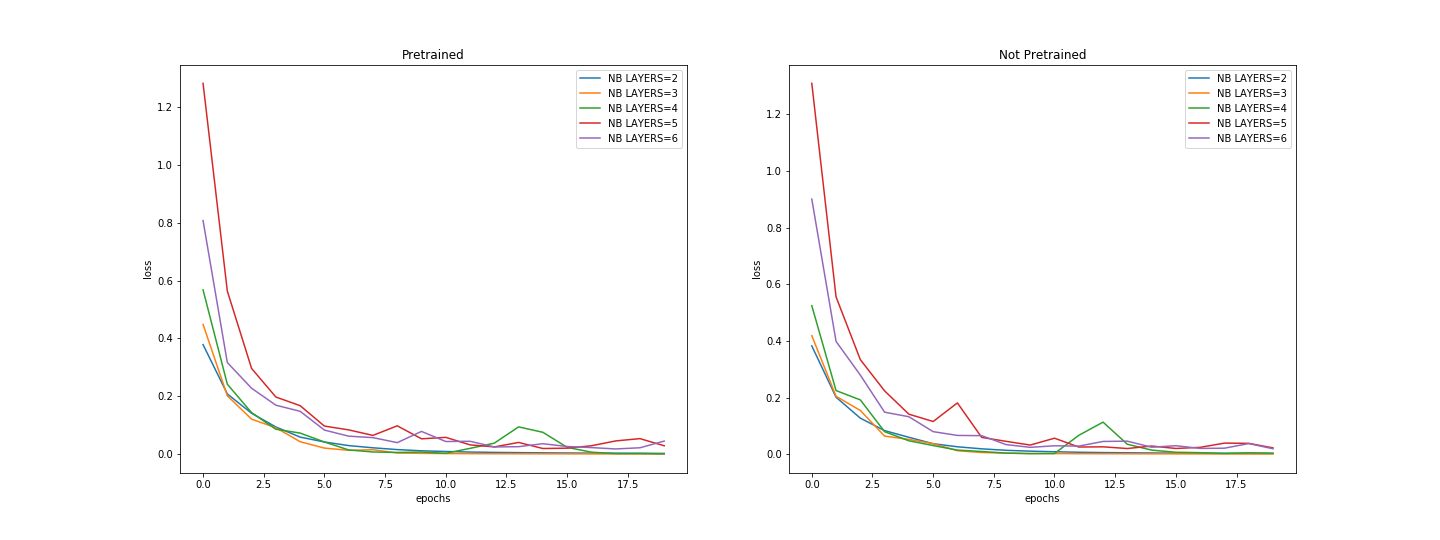 Pretrained
NB LAYERS=2
NB LAYERS=3
NB LAYERS=4
NB LAYERS=5
NB LAYERS=6
1.2
1.0
0.8
0.6
0.4
0.2
0.0
loss
0.0 2.5 5.0 7.5 10.0 12.5 15.0 17.5
epochs
Not Pretrained
NB LAYERS=2
NB LAYERS=3
NB LAYERS=4
NB LAYERS=5
NB LAYERS=6
1.2
1.0
0.8
0.6
0.4
0.2
0.0
loss
0.0 2.5 5.0 7.5 10.0 12.5 15.0 17.5
epochs